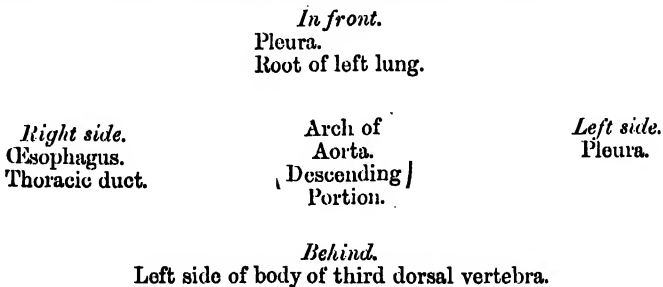 In front.
Pleura.
Root of left lung.
Right side.
Œsophagus.
Thoracic duct.
Arch of
Aorta.
(Descending)
Portion.
Left side.
Pleura.
Behind.
Left side of body of third dorsal vertebra.